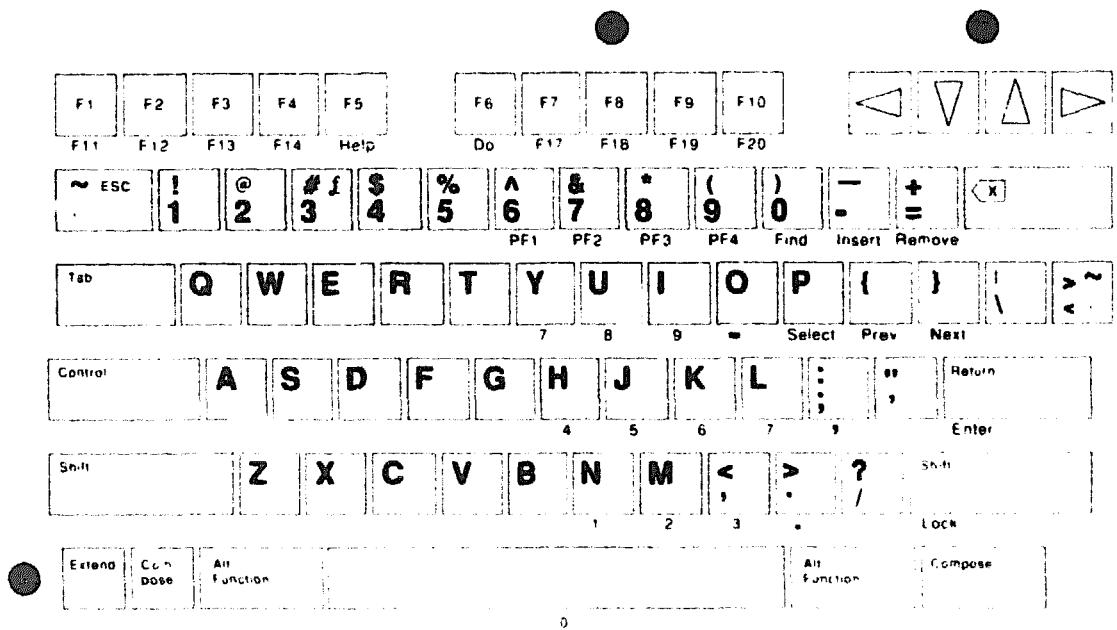 F1 F2 F3 F4 F5 F6 F7 F8 F9 F10
F11 F12 F13 F14 Help Do F17 F18 F19 F20
~ ESC ! @ # £ $ % ^ & * ( ) — + X
1 2 3 4 5 6 7 8 9 0 - =
PF1 PF2 PF3 PF4 Find Insert Remove
Tab Q W E R T Y U I O P { } | > ~
\ <
7 8 9 - Select Prev Next
Control A S D F G H J K L : " Return
; '
4 5 6 7 , Enter
Shift Z X C V B N M < > ? Shift
, . /
1 2 3 . Lock
Extend Com Alt Alt Compose
pose Function Function
0